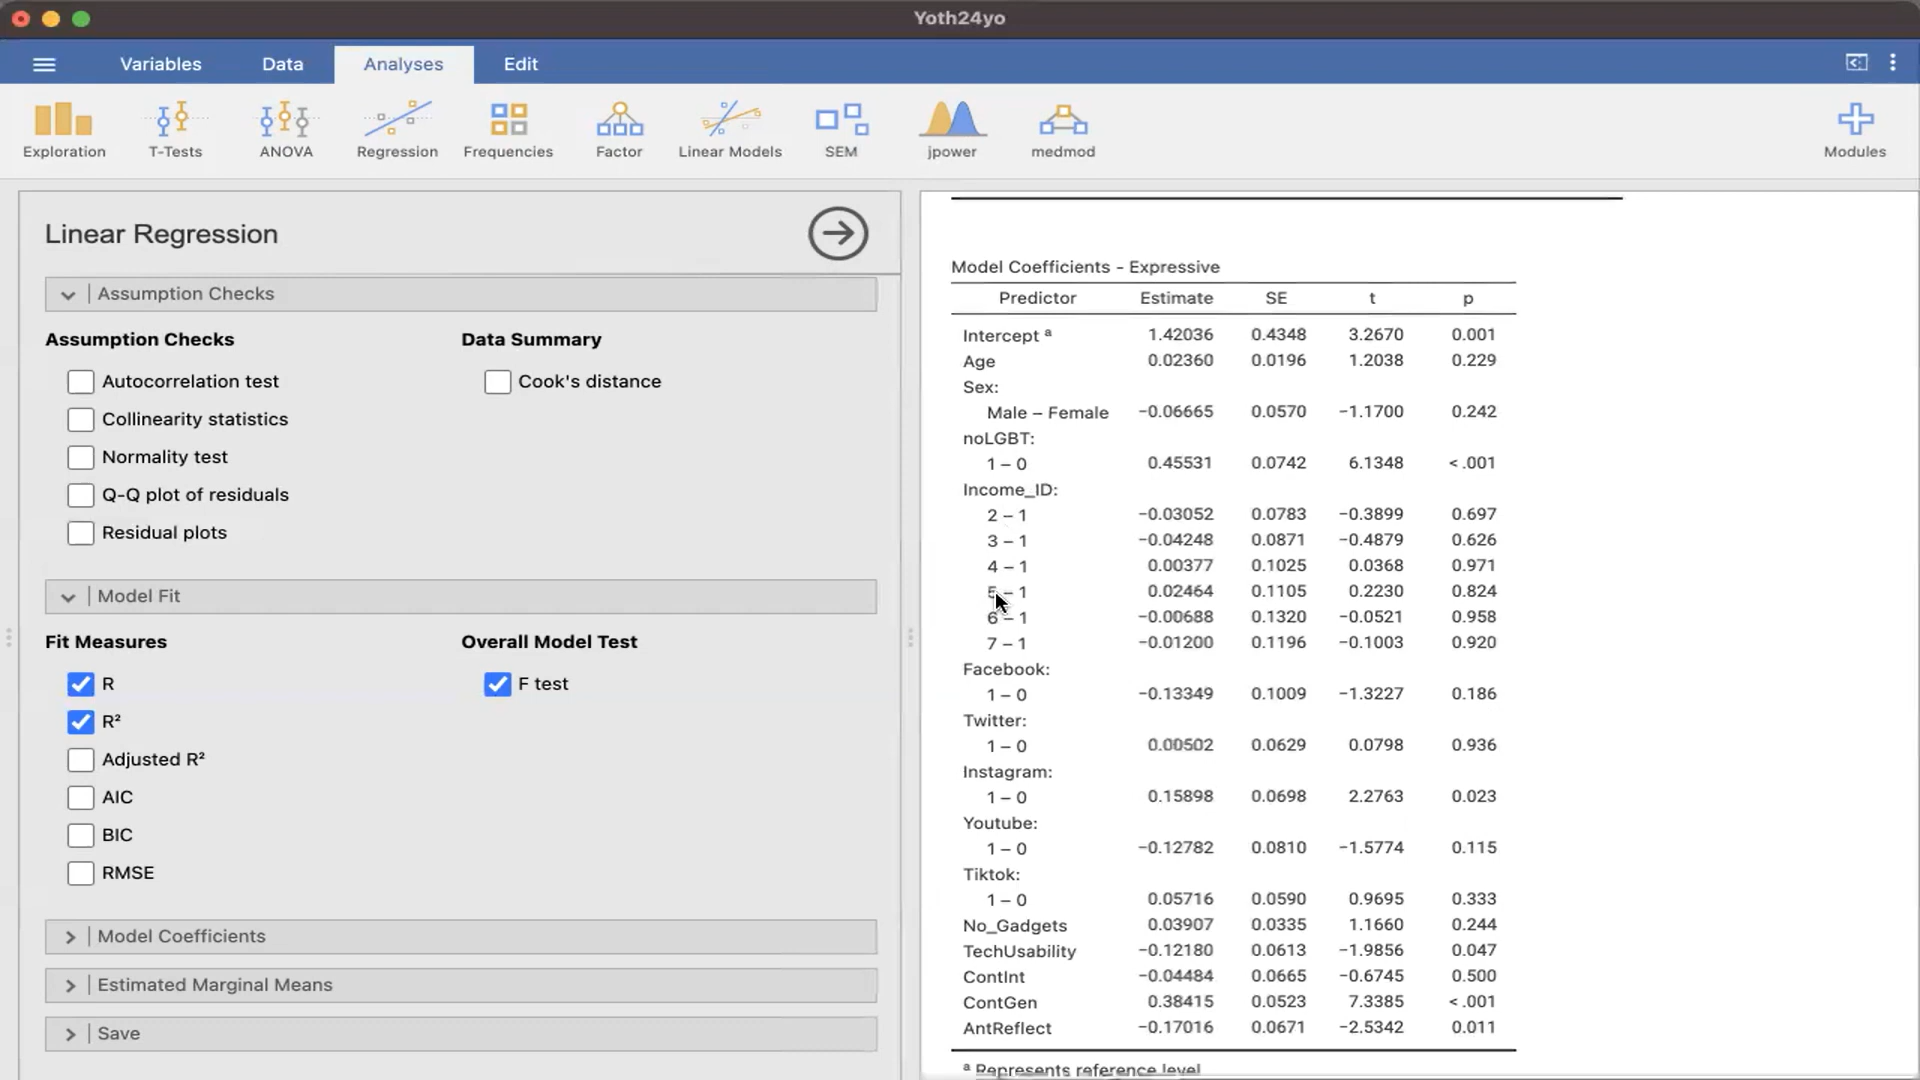 Yoth24yo
Variables Data Analyses Edit
Exploration T-Tests ANOVA Regression Frequencies Factor Linear Models SEM jpower medmod Modules
Linear Regression
Assumption Checks
Assumption Checks Data Summary
Autocorrelation test Cook's distance
Collinearity statistics
Normality test
Q-Q plot of residuals
Residual plots
Model Fit
Fit Measures Overall Model Test
R F test
R²
Adjusted R²
AIC
BIC
RMSE
Model Coefficients
Estimated Marginal Means
Save
Model Coefficients - Expressive
Predictor Estimate SE t p
Intercept ᵃ 1.42036 0.4348 3.2670 0.001
Age 0.02360 0.0196 1.2038 0.229
Sex:
Male – Female −0.06665 0.0570 −1.1700 0.242
noLGBT:
1 – 0 0.45531 0.0742 6.1348 < .001
Income_ID:
2 – 1 −0.03052 0.0783 −0.3899 0.697
3 – 1 −0.04248 0.0871 −0.4879 0.626
4 – 1 0.00377 0.1025 0.0368 0.971
5 – 1 0.02464 0.1105 0.2230 0.824
6 – 1 −0.00688 0.1320 −0.0521 0.958
7 – 1 −0.01200 0.1196 −0.1003 0.920
Facebook:
1 – 0 −0.13349 0.1009 −1.3227 0.186
Twitter:
1 – 0 0.00502 0.0629 0.0798 0.936
Instagram:
1 – 0 0.15898 0.0698 2.2763 0.023
Youtube:
1 – 0 −0.12782 0.0810 −1.5774 0.115
Tiktok:
1 – 0 0.05716 0.0590 0.9695 0.333
No_Gadgets 0.03907 0.0335 1.1660 0.244
TechUsability −0.12180 0.0613 −1.9856 0.047
ContInt −0.04484 0.0665 −0.6745 0.500
ContGen 0.38415 0.0523 7.3385 < .001
AntReflect −0.17016 0.0671 −2.5342 0.011
ᵃ Represents reference level